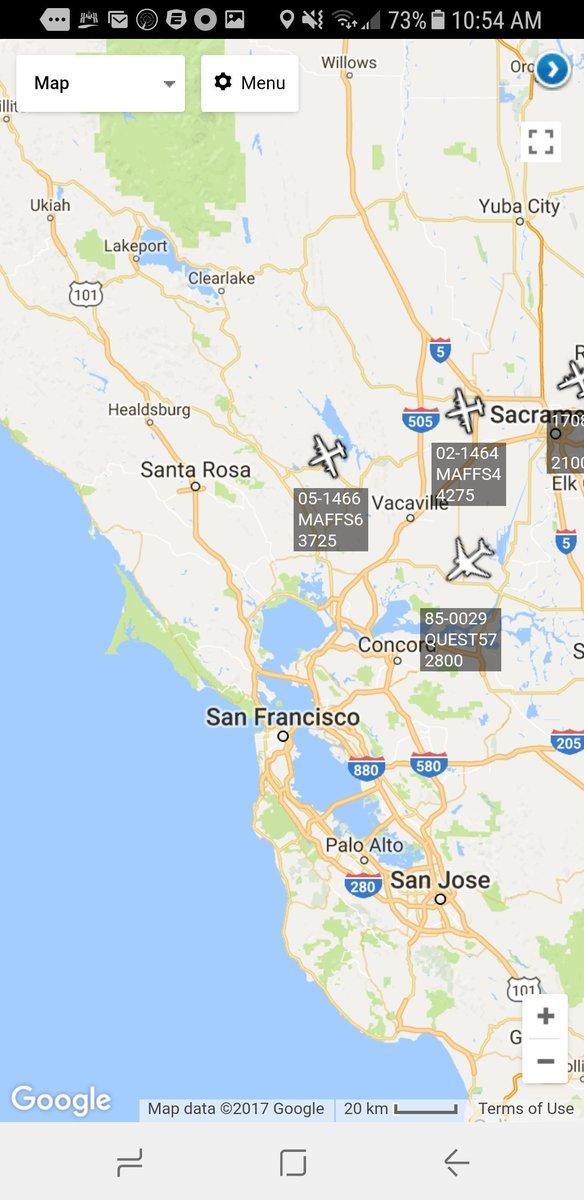 73% 10:54 AM
Map
Menu
Willows
Oro
Ukiah
Yuba City
Lakeport
Clearlake
101
5
Healdsburg
505
Sacram
1708
2100
02-1464
MAFFS4
4275
Santa Rosa
05-1466
MAFFS6
3725
Vacaville
Elk
5
85-0029
QUEST57
2800
Concord
S
San Francisco
205
880
580
Palo Alto
280
San Jose
101
+
G
−
Google
Map data ©2017 Google
20 km
Terms of Use